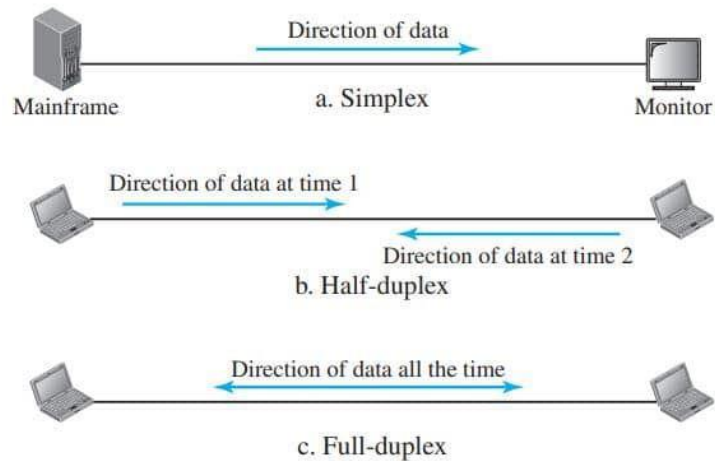 Direction of data
Mainframe
a. Simplex
Monitor
Direction of data at time 1
Direction of data at time 2
b. Half-duplex
Direction of data all the time
c. Full-duplex